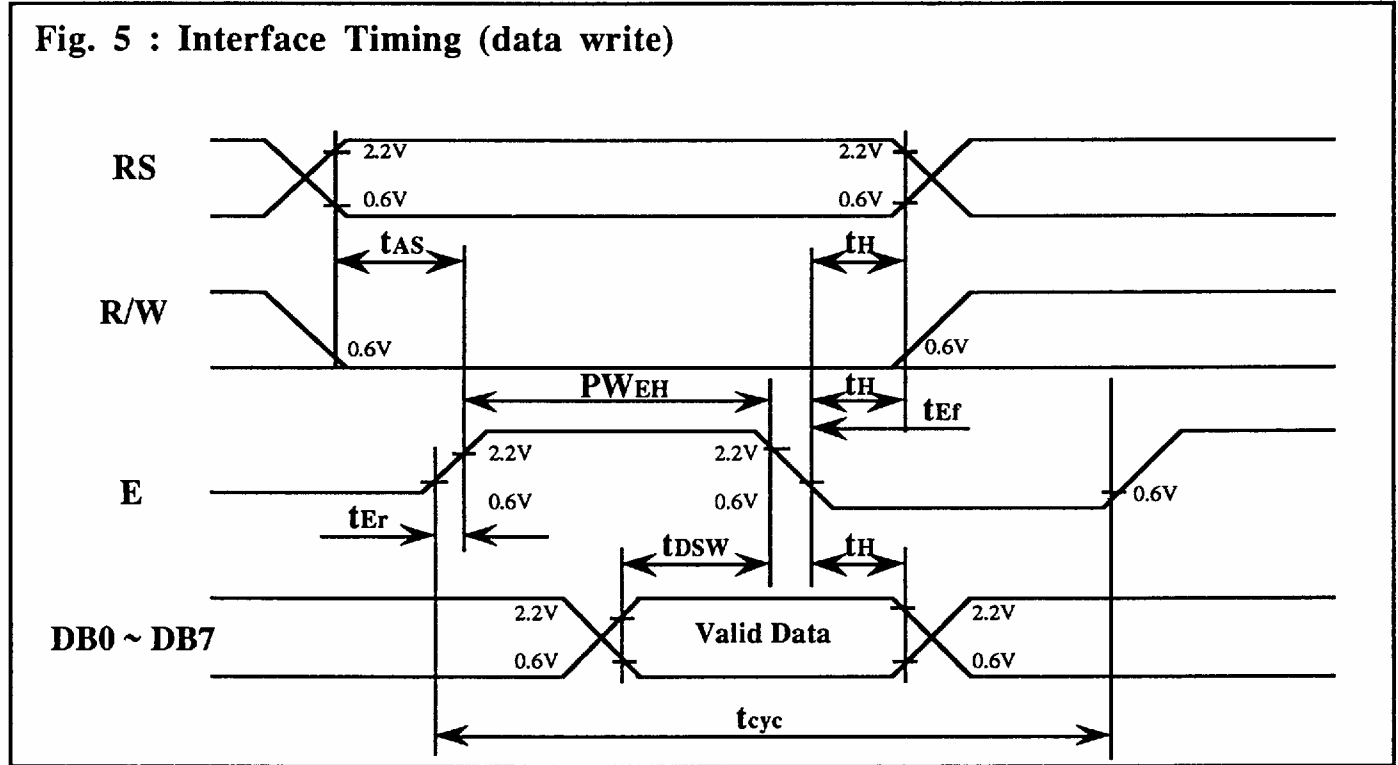 Fig. 5 : Interface Timing (data write)
RS
2.2V
2.2V
0.6V
0.6V
tAS
tH
R/W
0.6V
0.6V
PWEH
tH
tEf
E
2.2V
2.2V
0.6V
0.6V
0.6V
tEr
tDSW
tH
DB0 ~ DB7
2.2V
Valid Data
2.2V
0.6V
0.6V
tcyc